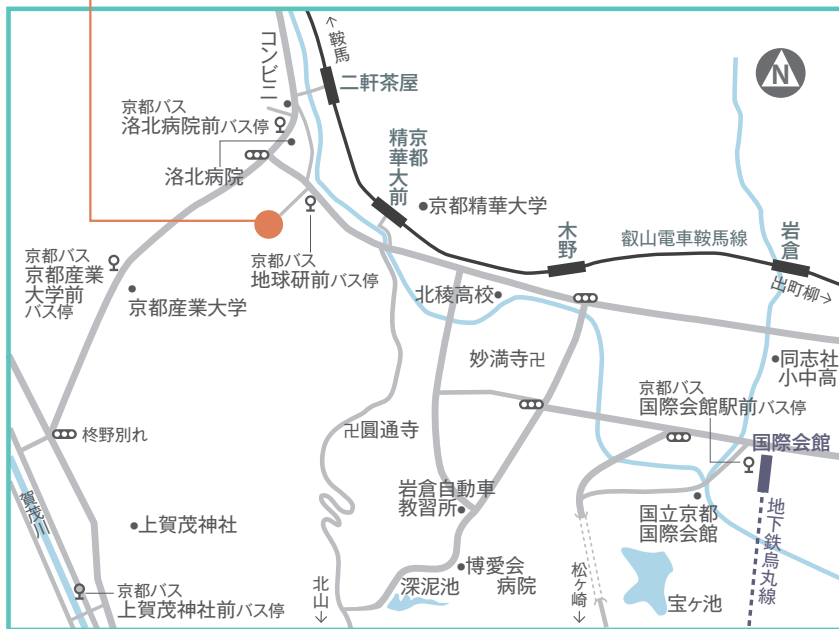 ↑鞍馬
コンビニ
二軒茶屋
N
京都バス
洛北病院前バス停
洛北病院
京都
精華大前
京都精華大学
木野
叡山電車鞍馬線
岩倉
出町柳→
京都バス
地球研前バス停
京都バス
京都産業
大学前
バス停
京都産業大学
北稜高校
妙満寺卍
同志社
小中高
京都バス
国際会館駅前バス停
国際会館
柊野別れ
卍圓通寺
岩倉自動車
教習所
国立京都
国際会館
地下鉄烏丸線
賀茂川
上賀茂神社
博愛会
病院
深泥池
北山↓
松ヶ崎↓
宝ヶ池
京都バス
上賀茂神社前バス停